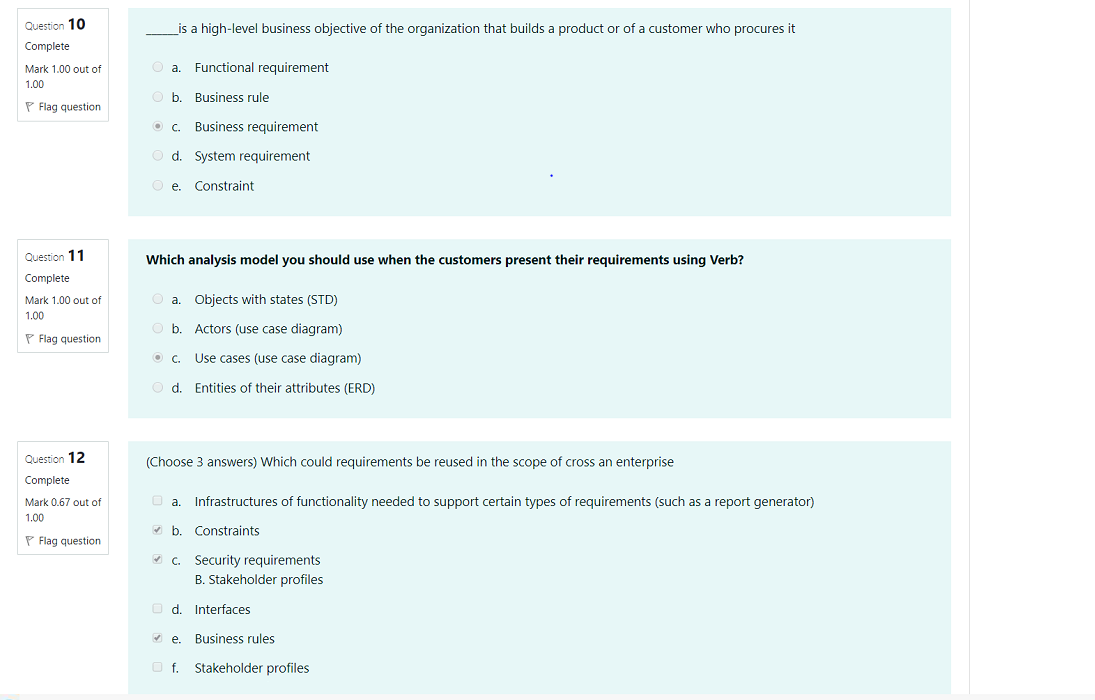 Question 10
Complete
Mark 1.00 out of
1.00
Flag question
_____is a high-level business objective of the organization that builds a product or of a customer who procures it
a. Functional requirement
b. Business rule
c. Business requirement
d. System requirement
e. Constraint
Question 11
Complete
Mark 1.00 out of
1.00
Flag question
Which analysis model you should use when the customers present their requirements using Verb?
a. Objects with states (STD)
b. Actors (use case diagram)
c. Use cases (use case diagram)
d. Entities of their attributes (ERD)
Question 12
Complete
Mark 0.67 out of
1.00
Flag question
(Choose 3 answers) Which could requirements be reused in the scope of cross an enterprise
a. Infrastructures of functionality needed to support certain types of requirements (such as a report generator)
b. Constraints
c. Security requirements
B. Stakeholder profiles
d. Interfaces
e. Business rules
f. Stakeholder profiles